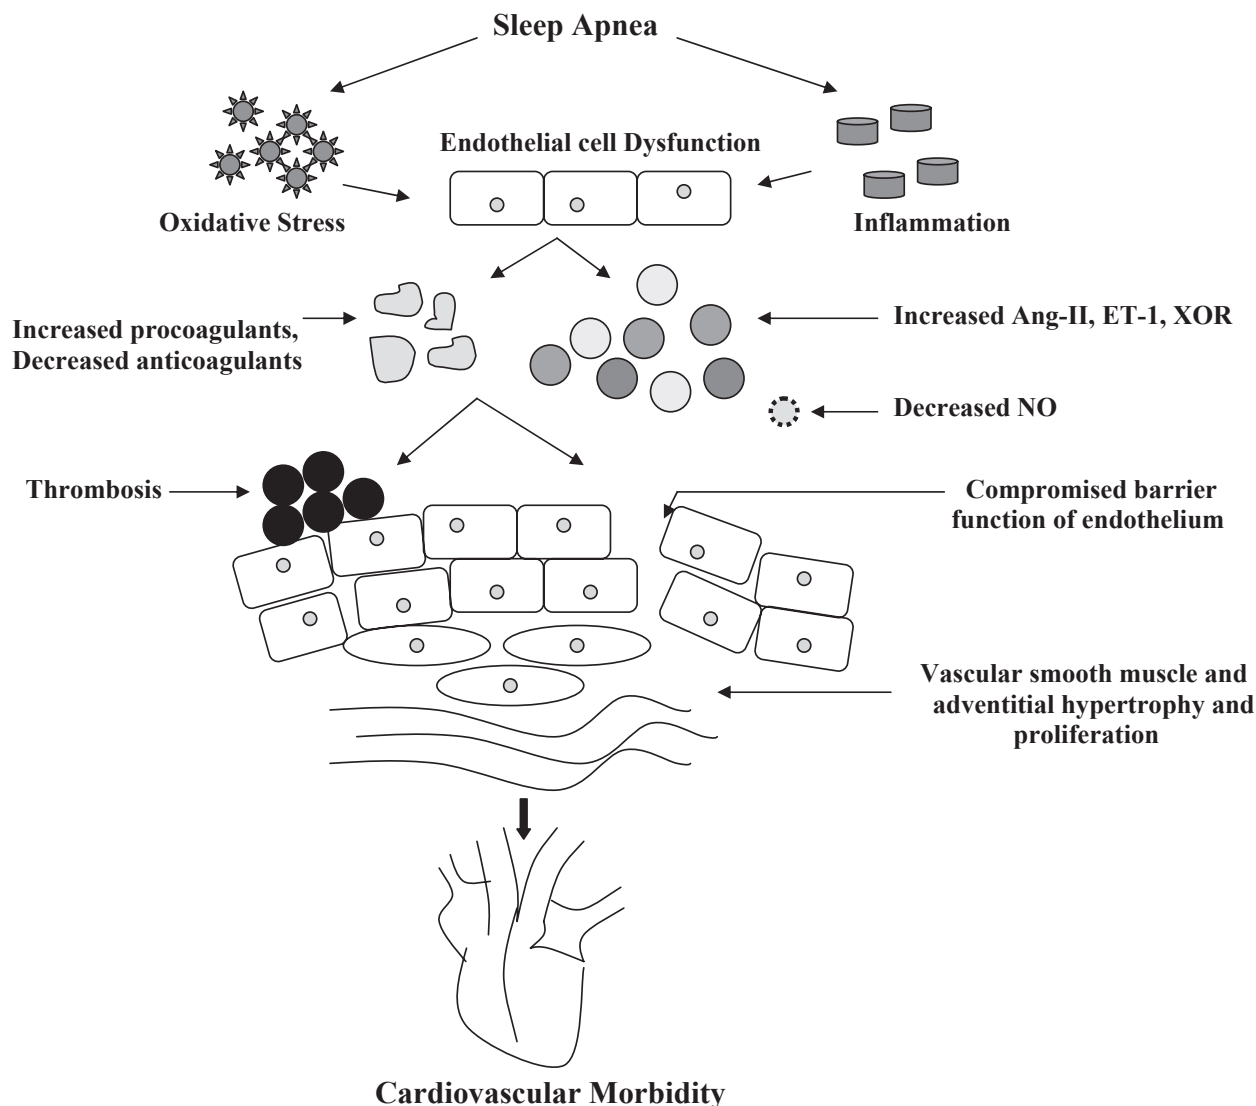 Sleep Apnea
Endothelial cell Dysfunction
Oxidative Stress
Inflammation
Increased procoagulants,
Decreased anticoagulants
Increased Ang-II, ET-1, XOR
Decreased NO
Thrombosis
Compromised barrier
function of endothelium
Vascular smooth muscle and
adventitial hypertrophy and
proliferation
Cardiovascular Morbidity